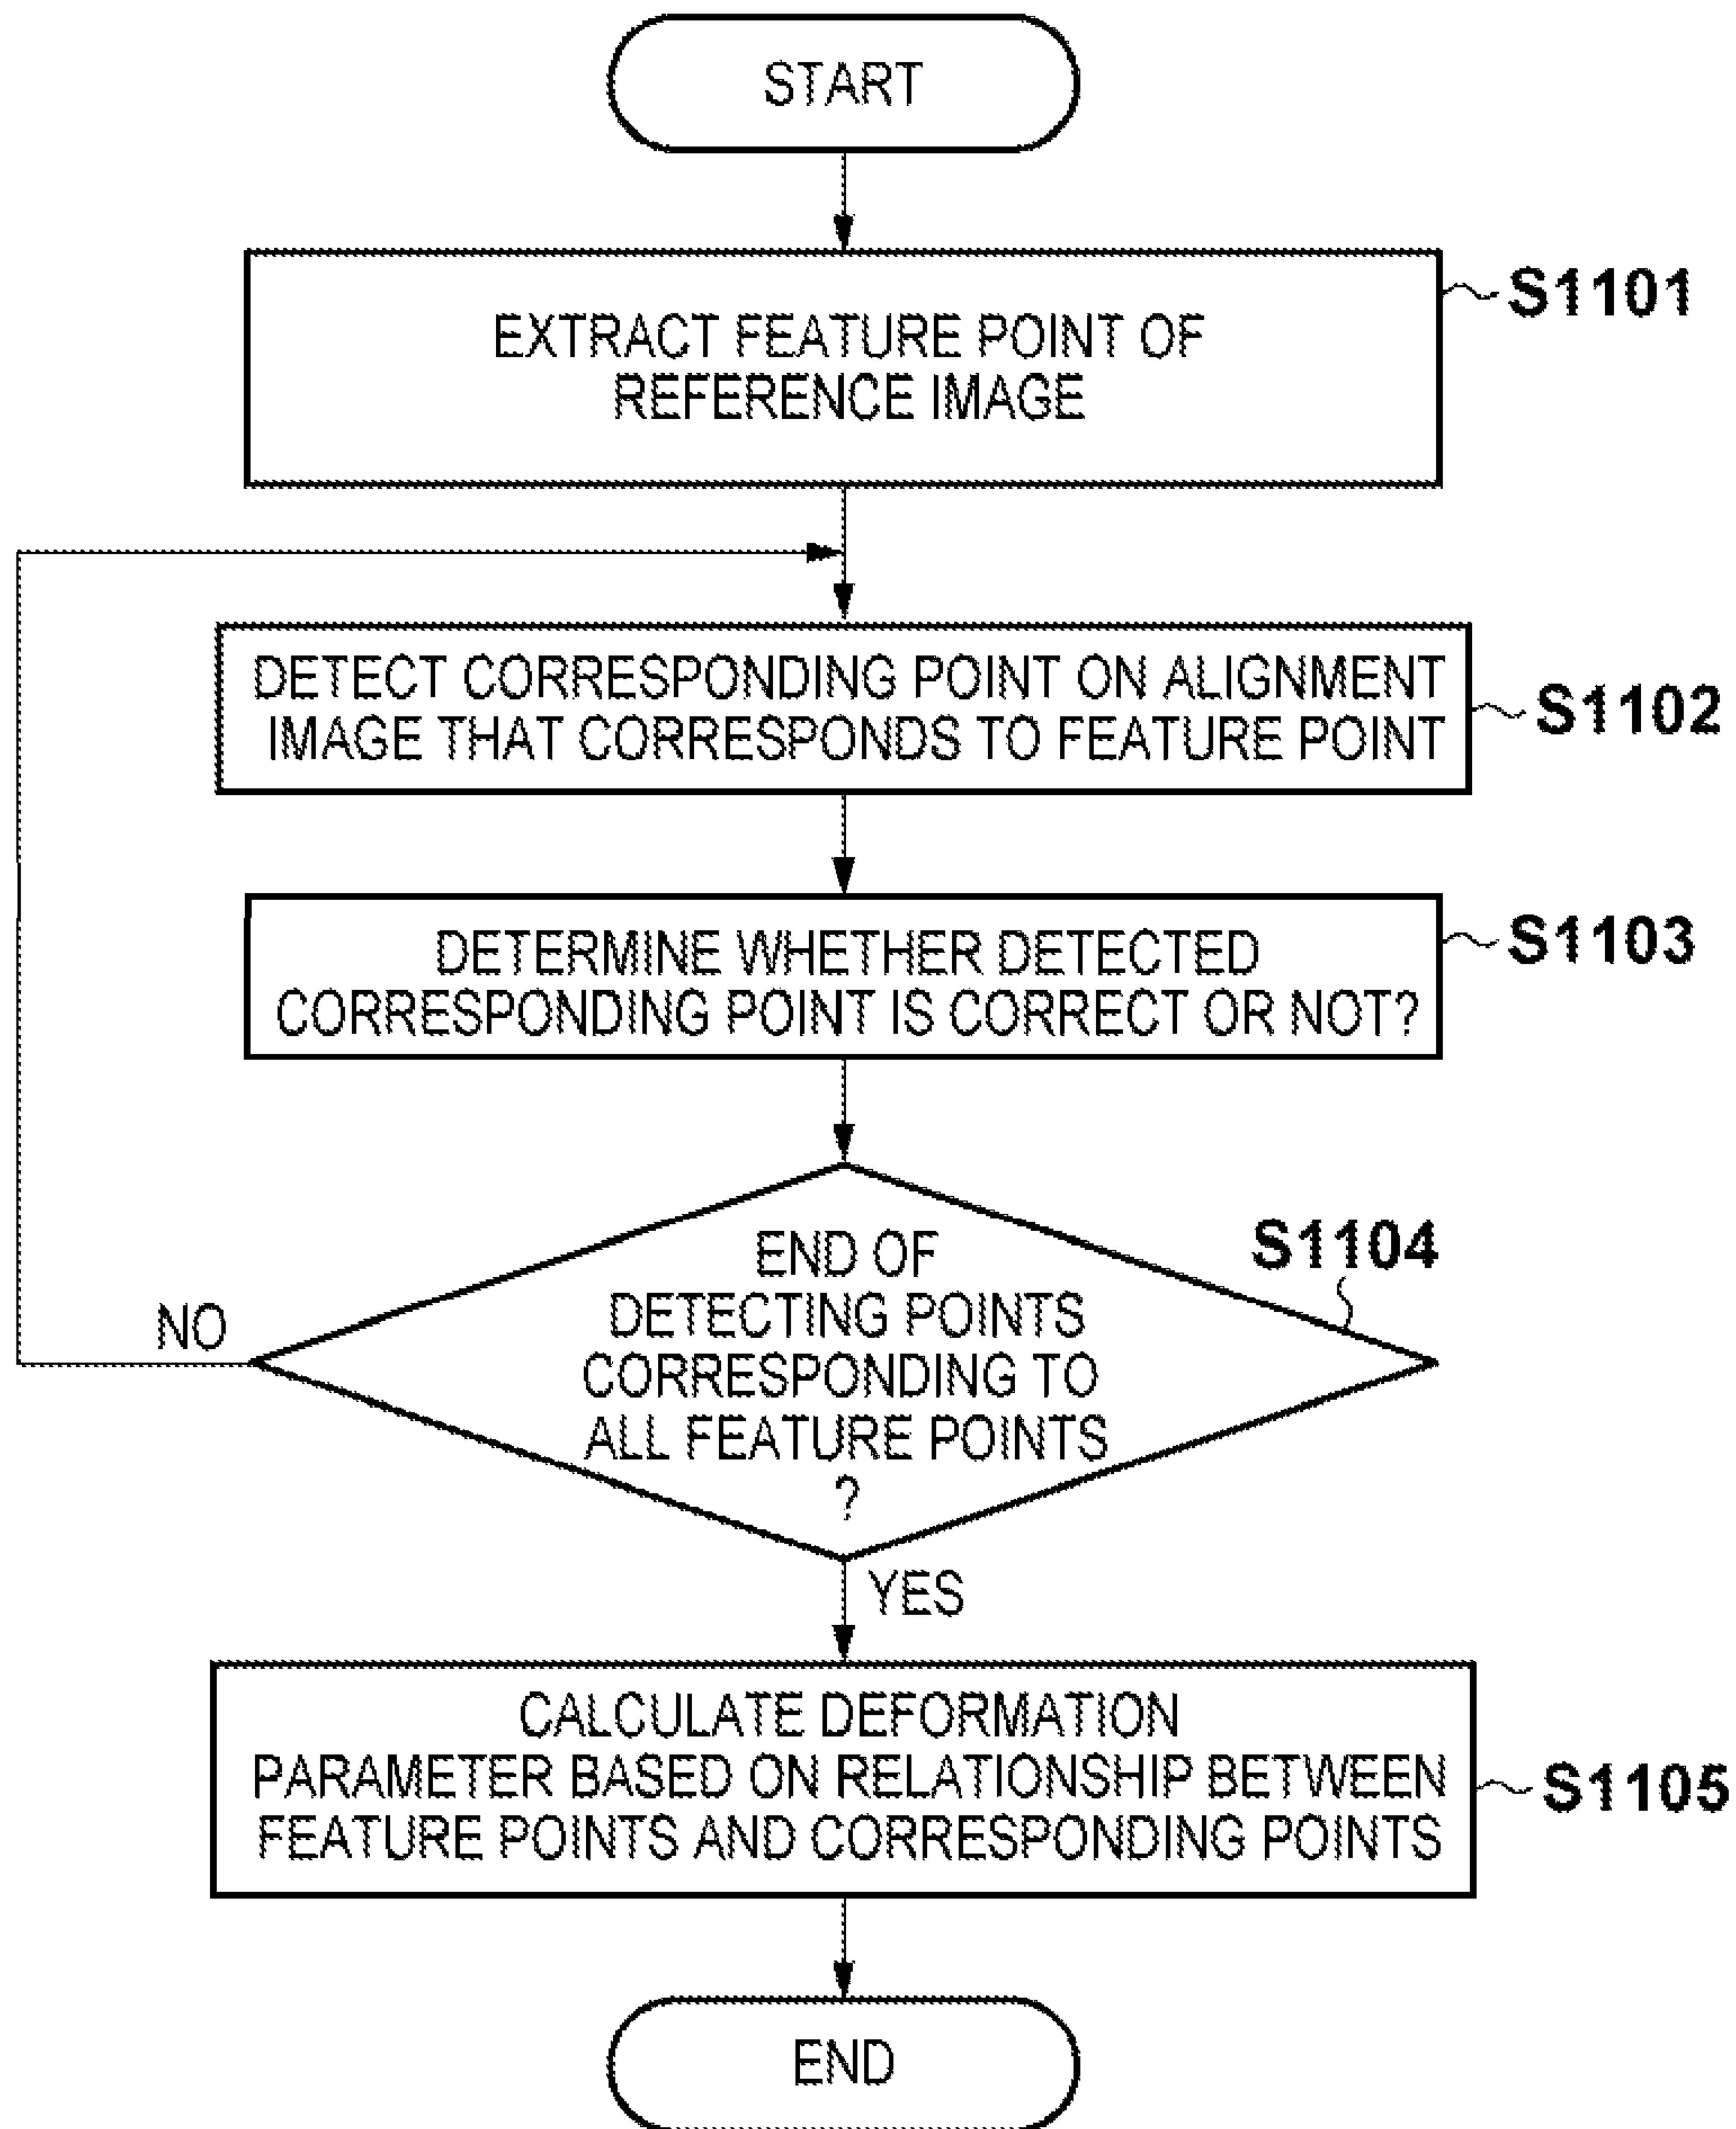 START
EXTRACT FEATURE POINT OF
REFERENCE IMAGE
S1101
DETECT CORRESPONDING POINT ON ALIGNMENT
IMAGE THAT CORRESPONDS TO FEATURE POINT
S1102
DETERMINE WHETHER DETECTED
CORRESPONDING POINT IS CORRECT OR NOT?
S1103
END OF
DETECTING POINTS
CORRESPONDING TO
ALL FEATURE POINTS
?
S1104
NO
YES
CALCULATE DEFORMATION
PARAMETER BASED ON RELATIONSHIP BETWEEN
FEATURE POINTS AND CORRESPONDING POINTS
S1105
END